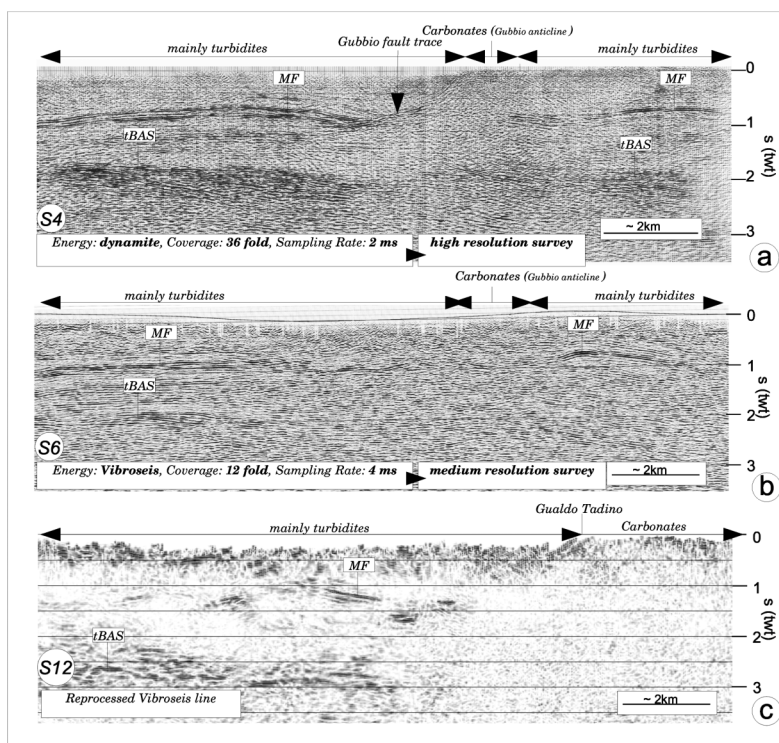 Carbonates (Gubbio anticline )
mainly turbidites
Gubbio fault trace
mainly turbidites
0
MF
MF
1
tBAS
tBAS
s (twt)
2
S4
~ 2km
3
Energy: dynamite, Coverage: 36 fold, Sampling Rate: 2 ms
high resolution survey
a
Carbonates (Gubbio anticline )
mainly turbidites
mainly turbidites
0
MF
MF
1
tBAS
s (twt)
2
S6
3
Energy: Vibroseis, Coverage: 12 fold, Sampling Rate: 4 ms
medium resolution survey
~ 2km
b
Gualdo Tadino
mainly turbidites
Carbonates
0
MF
1
s (twt)
2
tBAS
S12
3
Reprocessed Vibroseis line
~ 2km
c